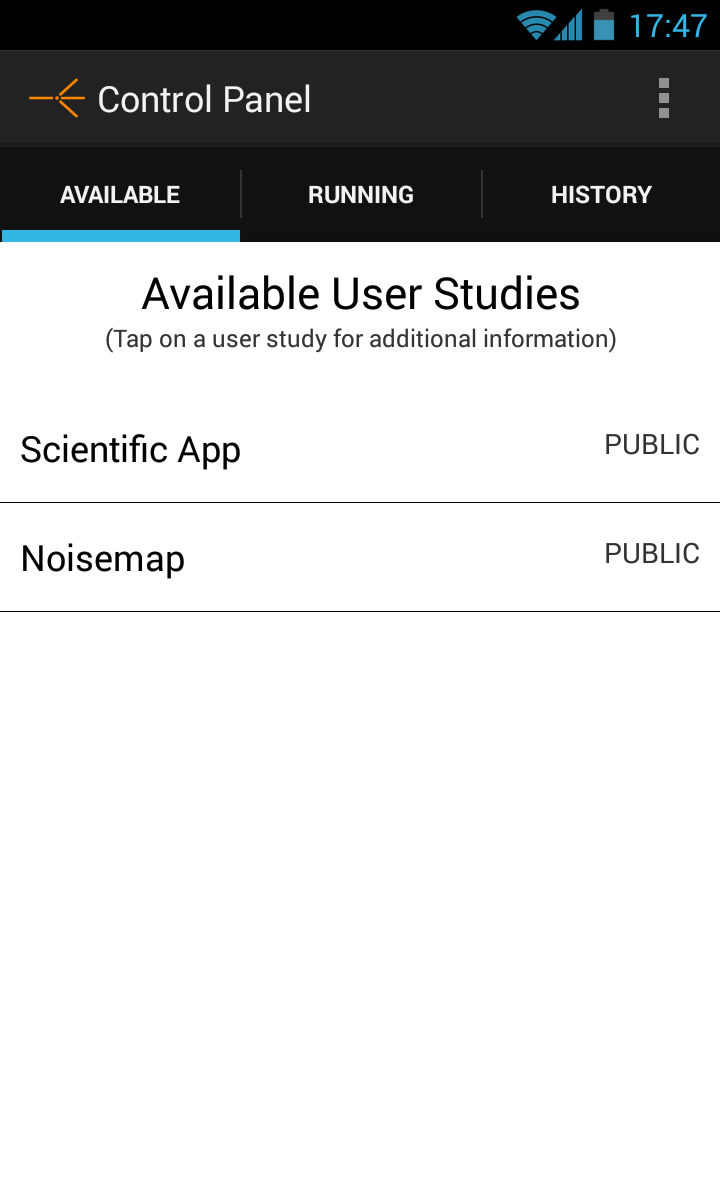 17:47
Control Panel
AVAILABLE RUNNING HISTORY
Available User Studies
(Tap on a user study for additional information)
Scientific App PUBLIC
Noisemap PUBLIC